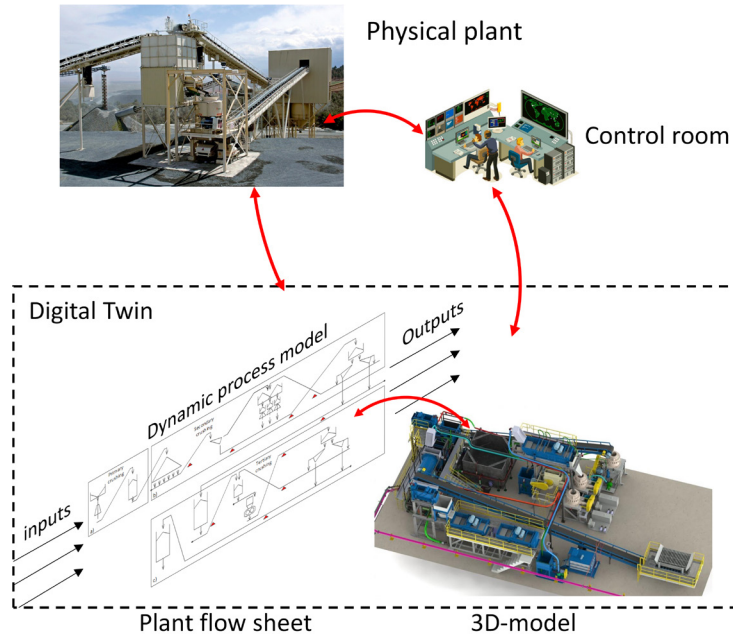 Physical plant
Control room
Digital Twin
Outputs
Dynamic process model
Secondary
crushing
Primary
crushing
Tertiary
crushing
inputs
a)
b)
c)
Plant flow sheet
3D-model